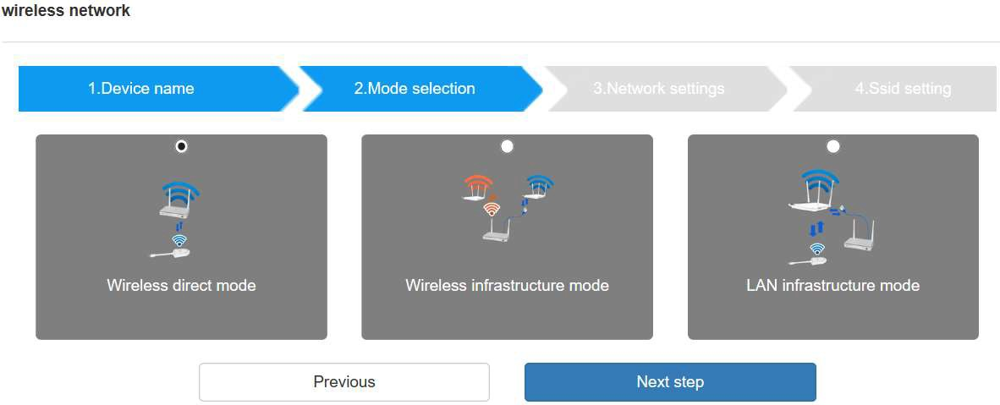 wireless network
1.Device name
2.Mode selection
3.Network settings
4.Ssid setting
Wireless direct mode
Wireless infrastructure mode
LAN infrastructure mode
Previous
Next step